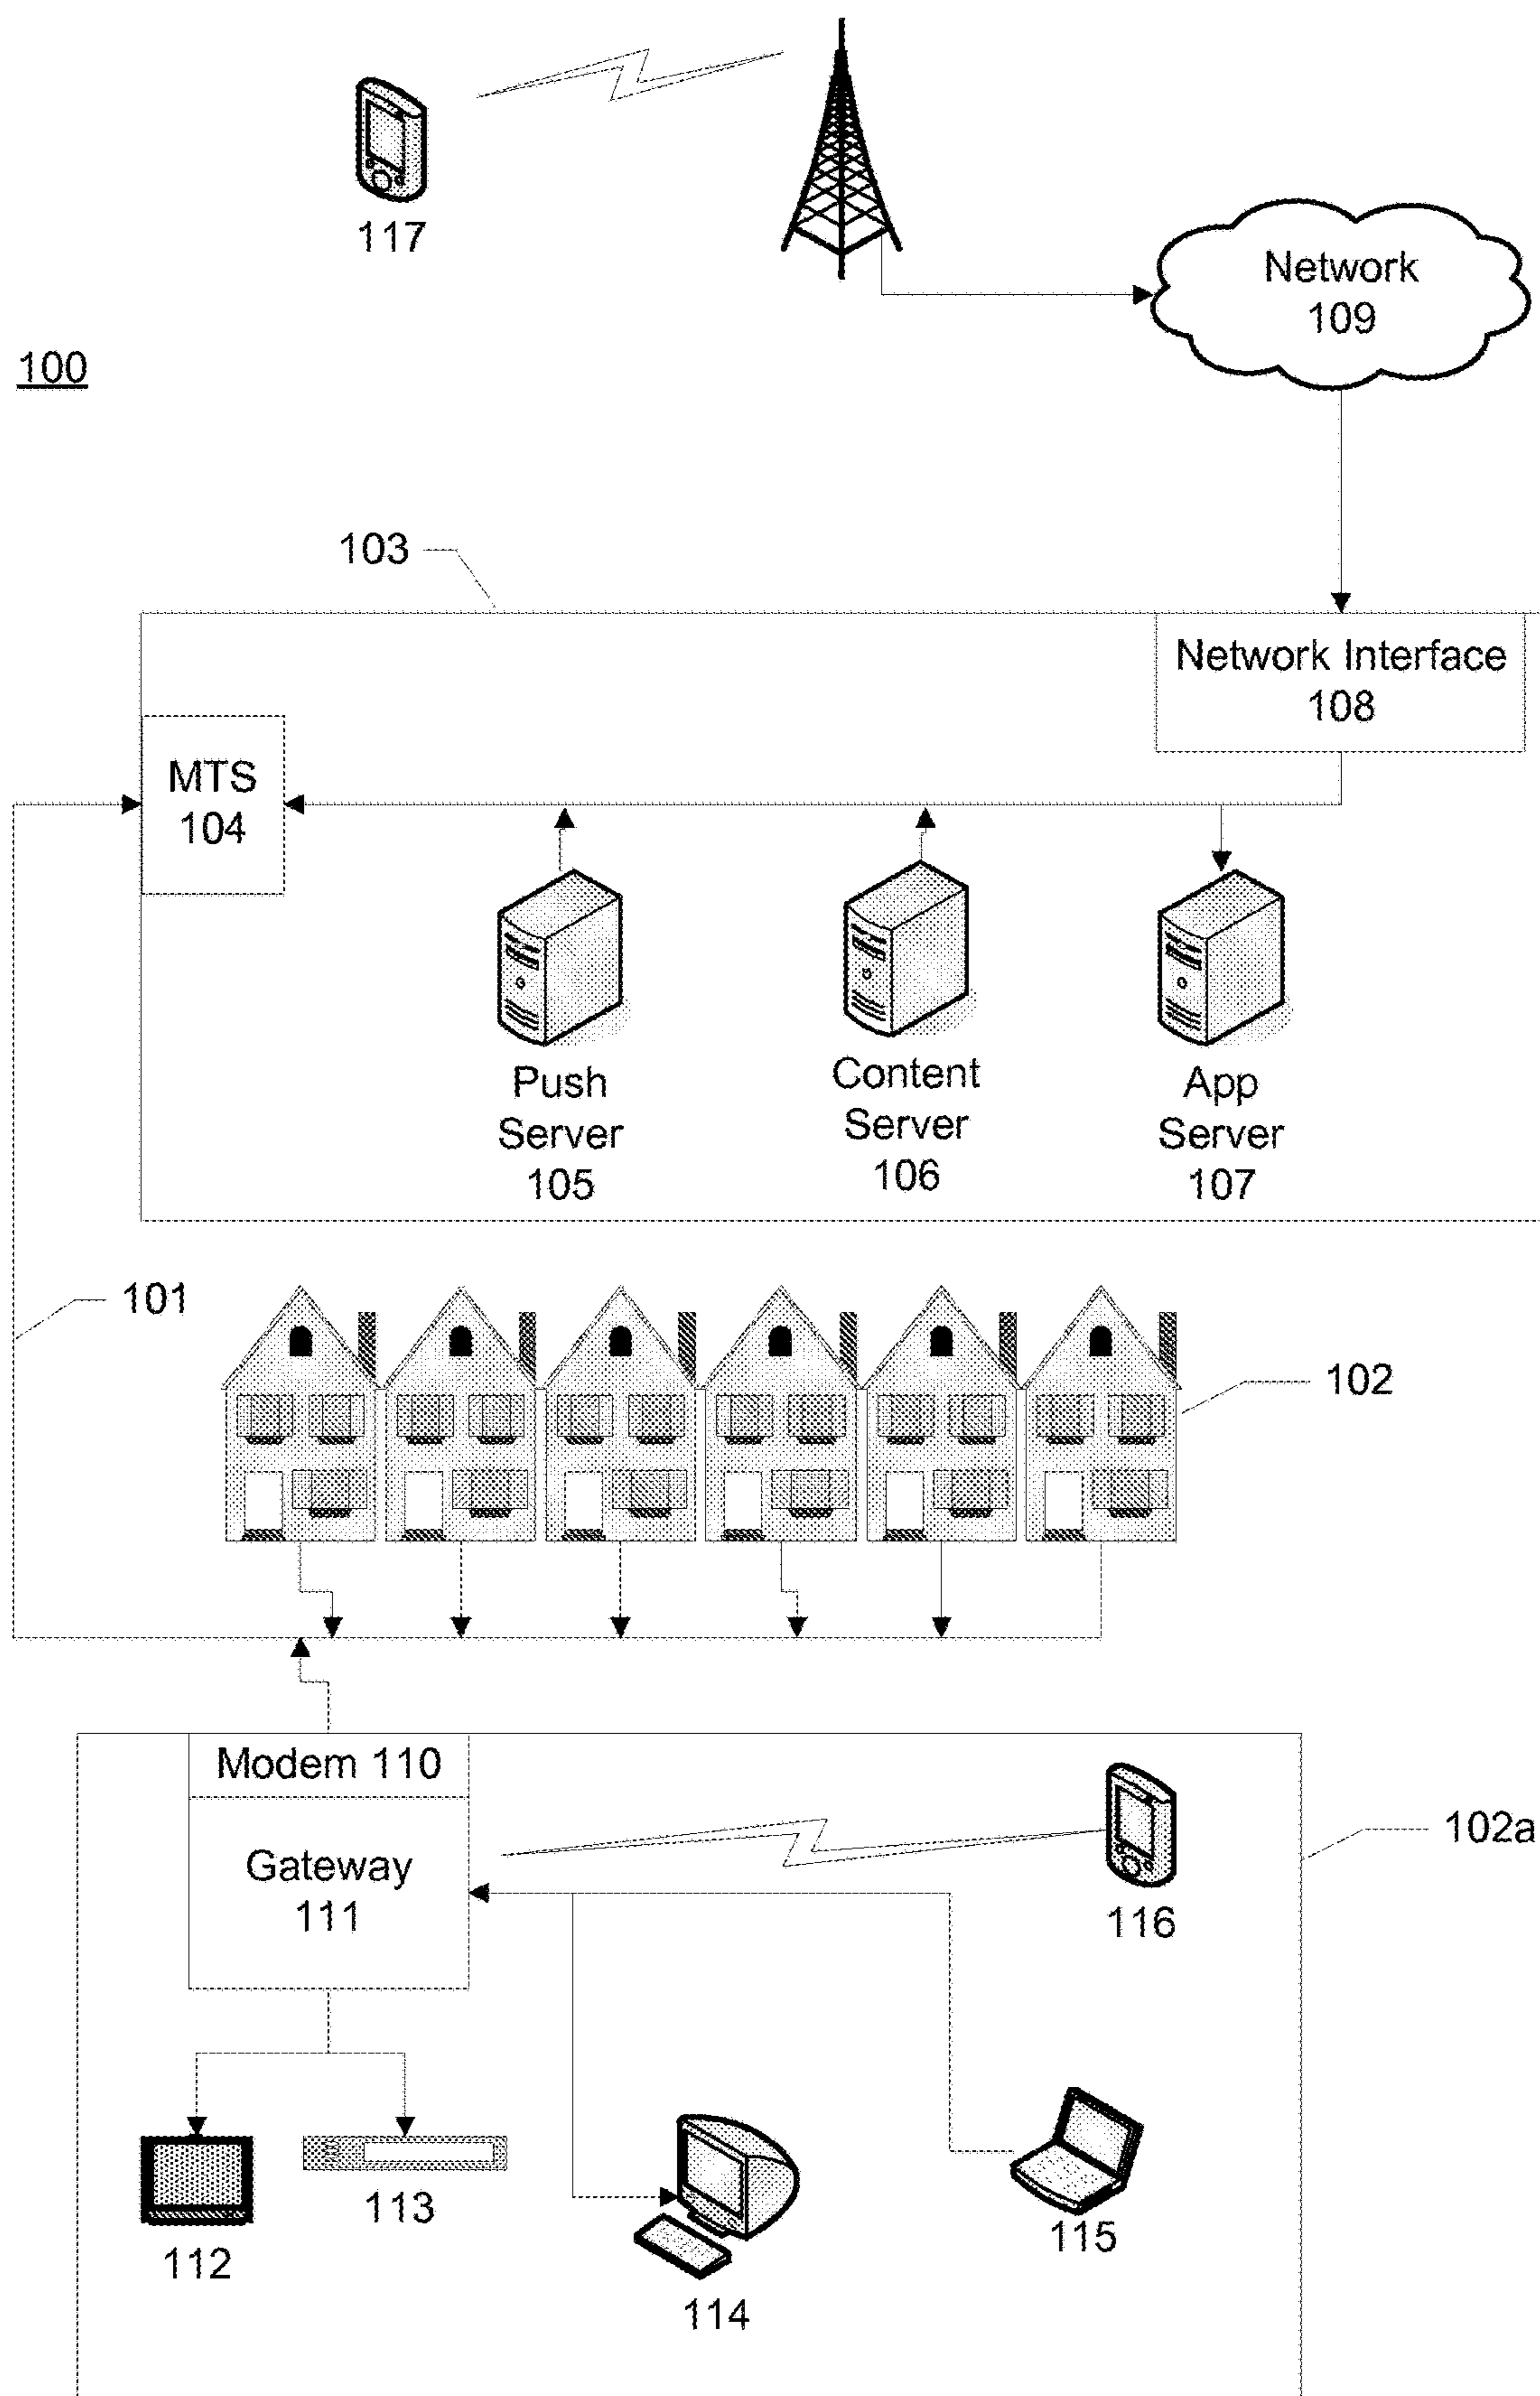 117
Network
109
100
103
Network Interface
108
MTS
104
Push
Server
105
Content
Server
106
App
Server
107
101
102
Modem 110
102a
Gateway
111
116
112
113
114
115